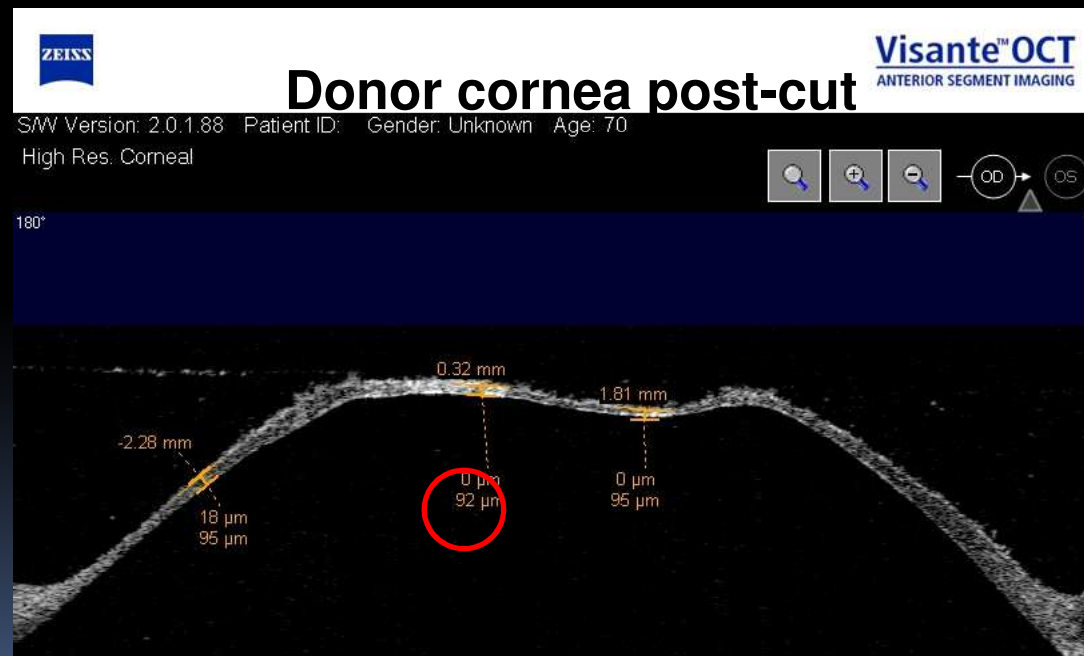 ZEISS
Visante™ OCT
ANTERIOR SEGMENT IMAGING
Donor cornea post-cut
S/W Version: 2.0.1.88 Patient ID: Gender: Unknown Age: 70
High Res. Corneal
OD OS
180°
0.32 mm
1.81 mm
-2.28 mm
0 µm
92 µm
0 µm
95 µm
18 µm
95 µm